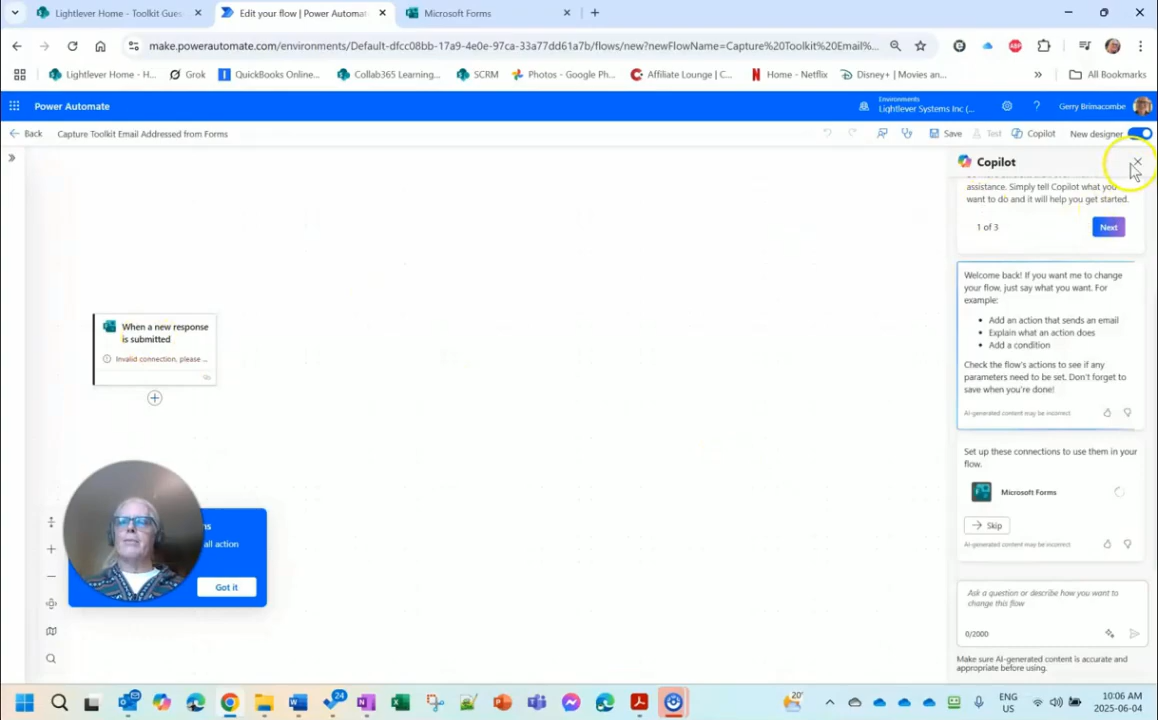 Lightlever Home - Toolkit Gues
Edit your flow | Power Automat
Microsoft Forms
make.powerautomate.com/environments/Default-dfcc08bb-17a9-4e0e-97ca-33a77dd61a7b/flows/new?newFlowName=Capture%20Toolkit%20Email%...
Lightlever Home - H...
Grok
QuickBooks Online...
Collab365 Learning...
SCRM
Photos - Google Ph...
Affiliate Lounge | C...
Home - Netflix
Disney+ | Movies an...
All Bookmarks
Power Automate
Environments
Lightlever Systems Inc (...
Gerry Brimacombe
Back
Capture Toolkit Email Addressed from Forms
Save
Test
Copilot
New designer
Copilot
assistance. Simply tell Copilot what you
want to do and it will help you get started.
1 of 3
Next
Welcome back! If you want me to change
your flow, just say what you want. For
example:
• Add an action that sends an email
• Explain what an action does
• Add a condition
Check the flow's actions to see if any
parameters need to be set. Don't forget to
save when you're done!
AI-generated content may be incorrect
Set up these connections to use them in your
flow.
Microsoft Forms
Skip
AI-generated content may be incorrect
Ask a question or describe how you want to
change this flow
0/2000
Make sure AI-generated content is accurate and
appropriate before using.
When a new response
is submitted
Invalid connection, please ...
ns
all action
Got it
24
20°
ENG
US
10:06 AM
2025-06-04